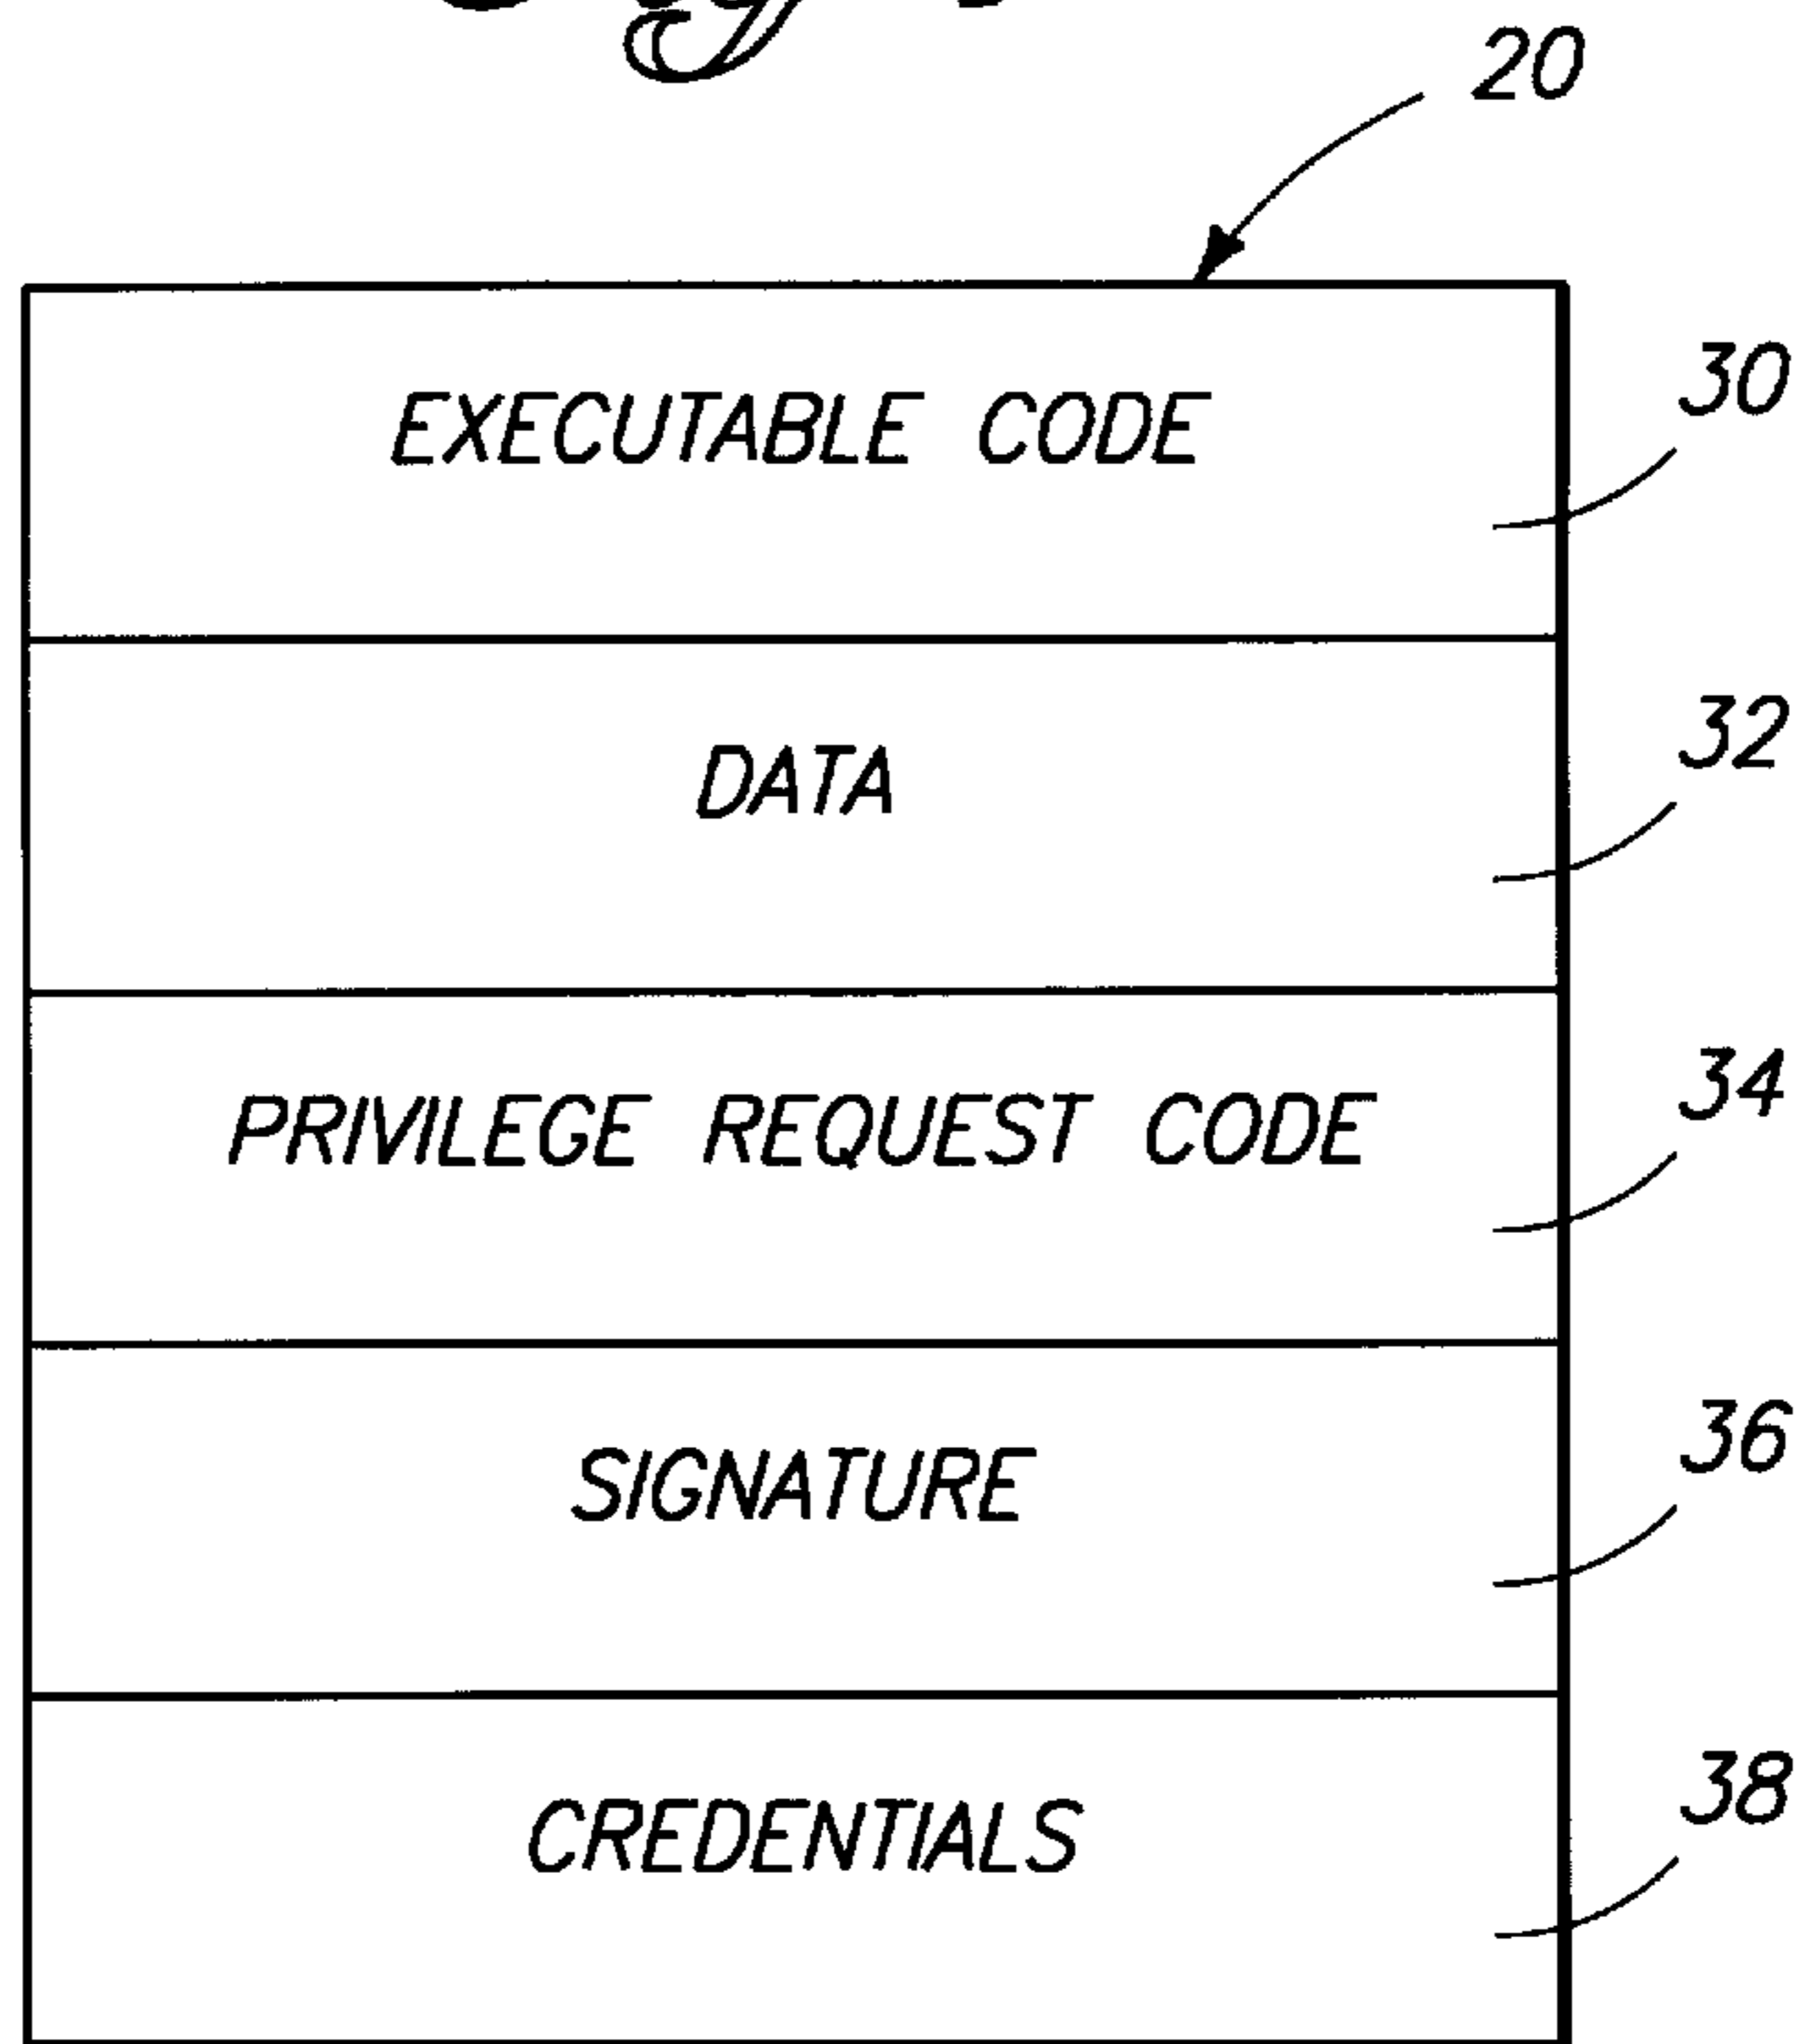 20
EXECUTABLE CODE
30
DATA
32
PRIVILEGE REQUEST CODE
34
SIGNATURE
36
CREDENTIALS
38